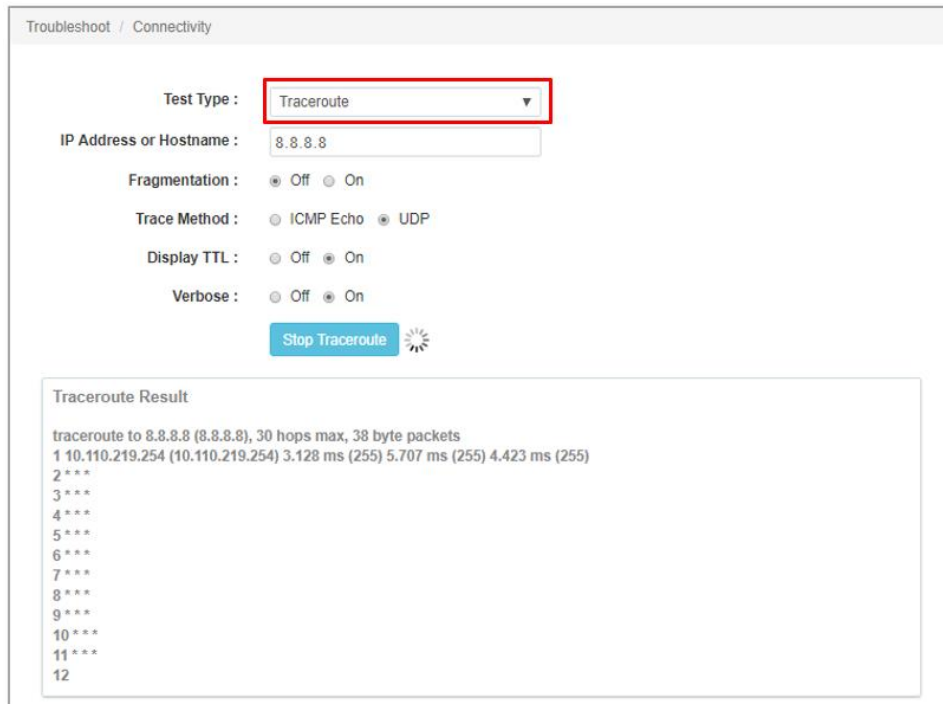 Troubleshoot / Connectivity
Test Type : Traceroute
IP Address or Hostname : 8.8.8.8
Fragmentation : Off On
Trace Method : ICMP Echo UDP
Display TTL : Off On
Verbose : Off On
Stop Traceroute
Traceroute Result
traceroute to 8.8.8.8 (8.8.8.8), 30 hops max, 38 byte packets
1 10.110.219.254 (10.110.219.254) 3.128 ms (255) 5.707 ms (255) 4.423 ms (255)
2 * * *
3 * * *
4 * * *
5 * * *
6 * * *
7 * * *
8 * * *
9 * * *
10 * * *
11 * * *
12